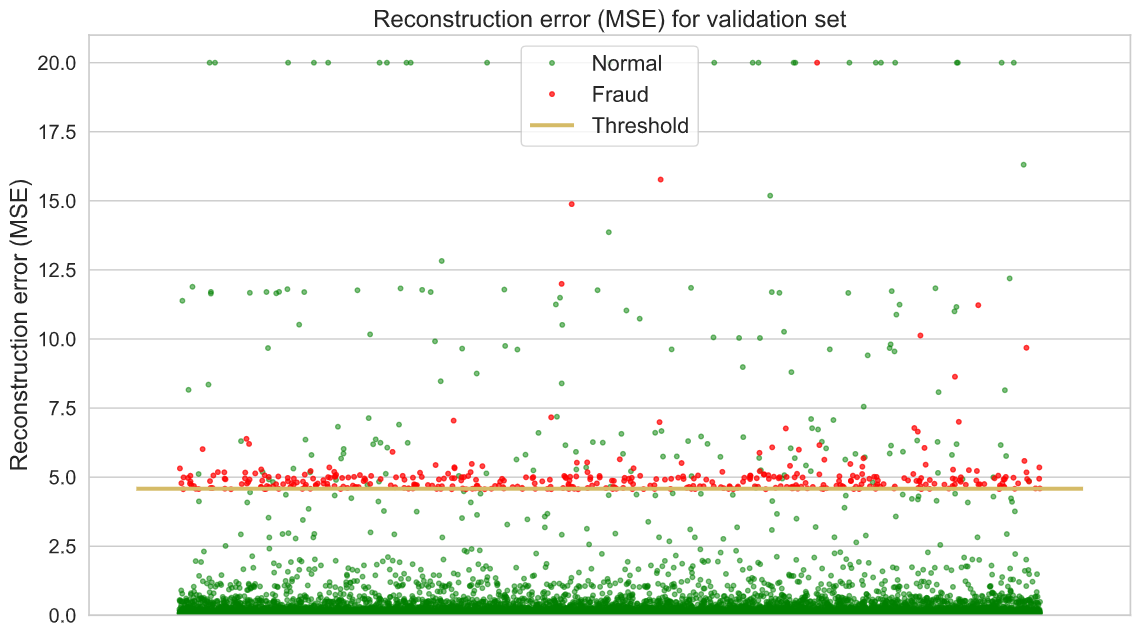 Reconstruction error (MSE) for validation set
Normal
Fraud
Threshold
Reconstruction error (MSE)
20.0
17.5
15.0
12.5
10.0
7.5
5.0
2.5
0.0